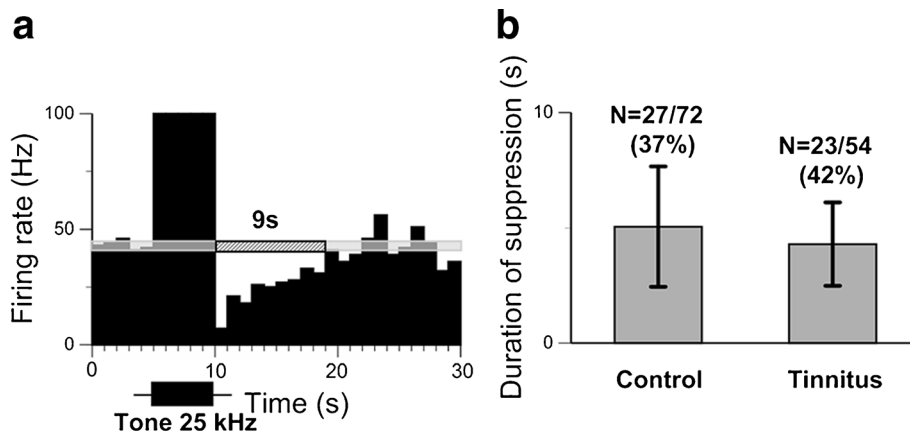 a
Firing rate (Hz)
100
50
0
9s
0
10
20
30
Time (s)
Tone 25 kHz
b
Duration of suppression (s)
10
0
N=27/72
(37%)
N=23/54
(42%)
Control
Tinnitus